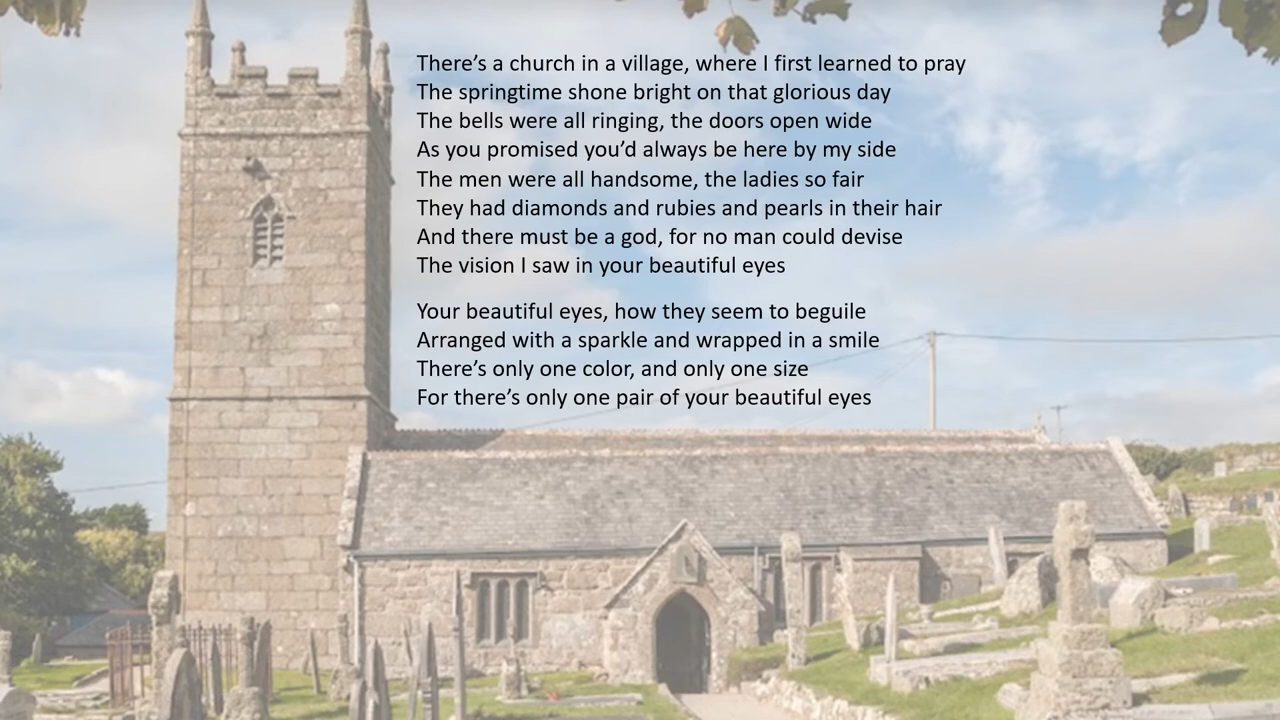 There’s a church in a village, where I first learned to pray
The springtime shone bright on that glorious day
The bells were all ringing, the doors open wide
As you promised you’d always be here by my side
The men were all handsome, the ladies so fair
They had diamonds and rubies and pearls in their hair
And there must be a god, for no man could devise
The vision I saw in your beautiful eyes
Your beautiful eyes, how they seem to beguile
Arranged with a sparkle and wrapped in a smile
There’s only one color, and only one size
For there’s only one pair of your beautiful eyes